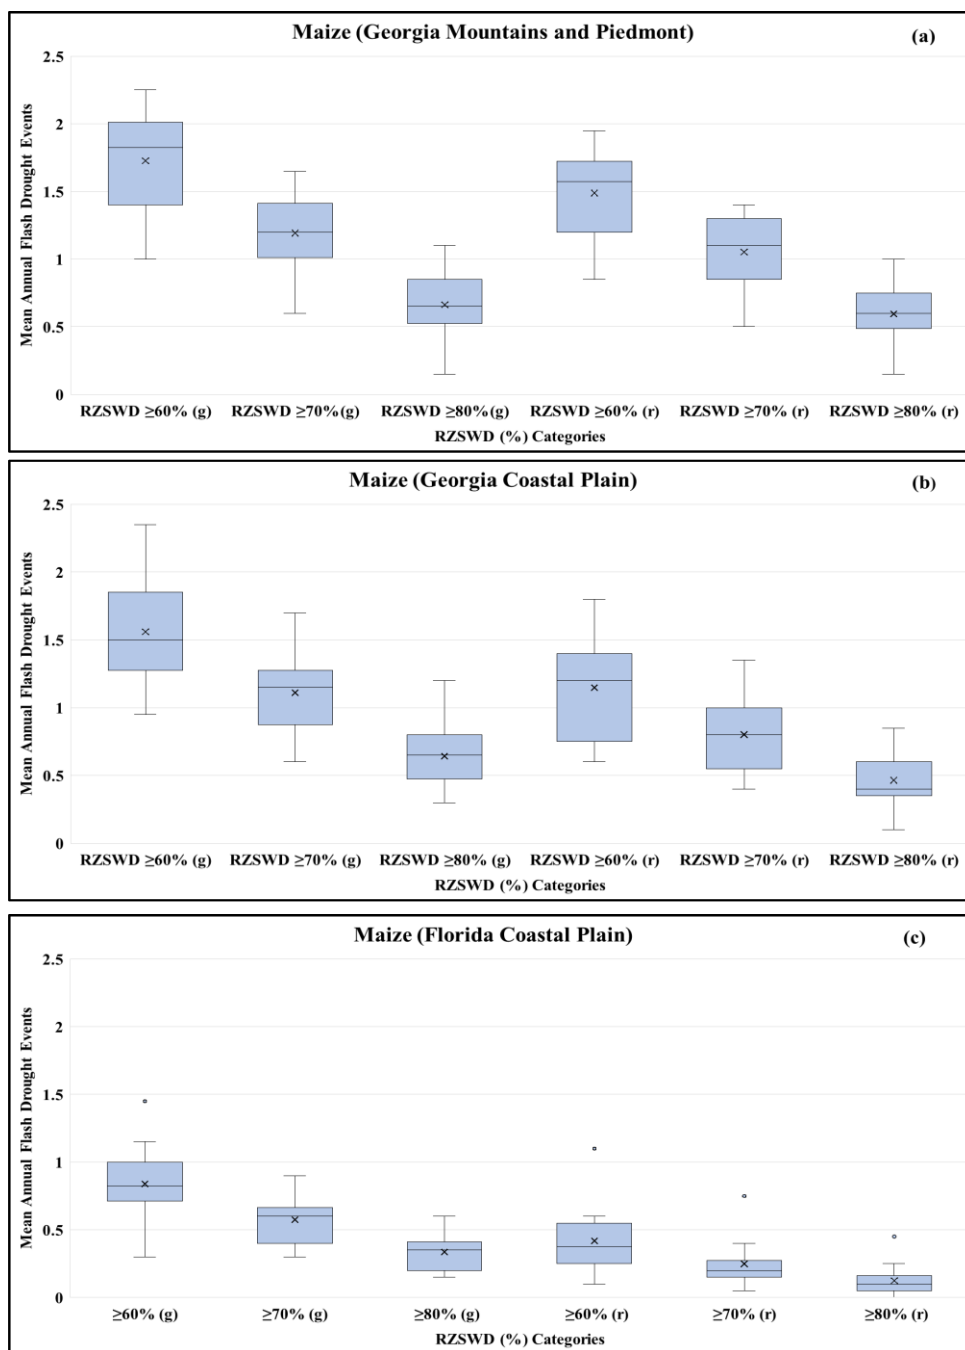 Maize (Georgia Mountains and Piedmont)
(a)
Mean Annual Flash Drought Events
2.5
2
1.5
1
0.5
0
RZSWD ≥60% (g) RZSWD ≥70%(g) RZSWD ≥80%(g) RZSWD ≥60% (r) RZSWD ≥70% (r) RZSWD ≥80% (r)
RZSWD (%) Categories
Maize (Georgia Coastal Plain)
(b)
Mean Annual Flash Drought Events
2.5
2
1.5
1
0.5
0
RZSWD ≥60% (g) RZSWD ≥70% (g) RZSWD ≥80% (g) RZSWD ≥60% (r) RZSWD ≥70% (r) RZSWD ≥80% (r)
RZSWD (%) Categories
Maize (Florida Coastal Plain)
(c)
Mean Annual Flash Drought Events
2.5
2
1.5
1
0.5
0
≥60% (g) ≥70% (g) ≥80% (g) ≥60% (r) ≥70% (r) ≥80% (r)
RZSWD (%) Categories